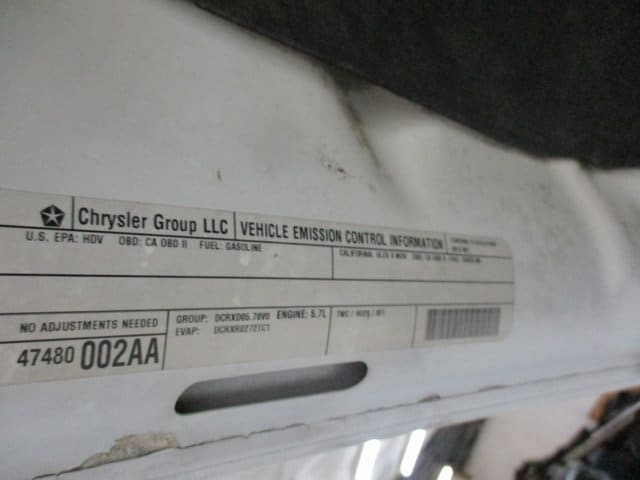 Chrysler Group LLC VEHICLE EMISSION CONTROL INFORMATION
U.S. EPA: HDV OBD: CA OBD II FUEL: GASOLINE
NO ADJUSTMENTS NEEDED
GROUP: DCRXD05.78V0 ENGINE: 5.7L
EVAP: DCRXR0272TC1
47480 002AA